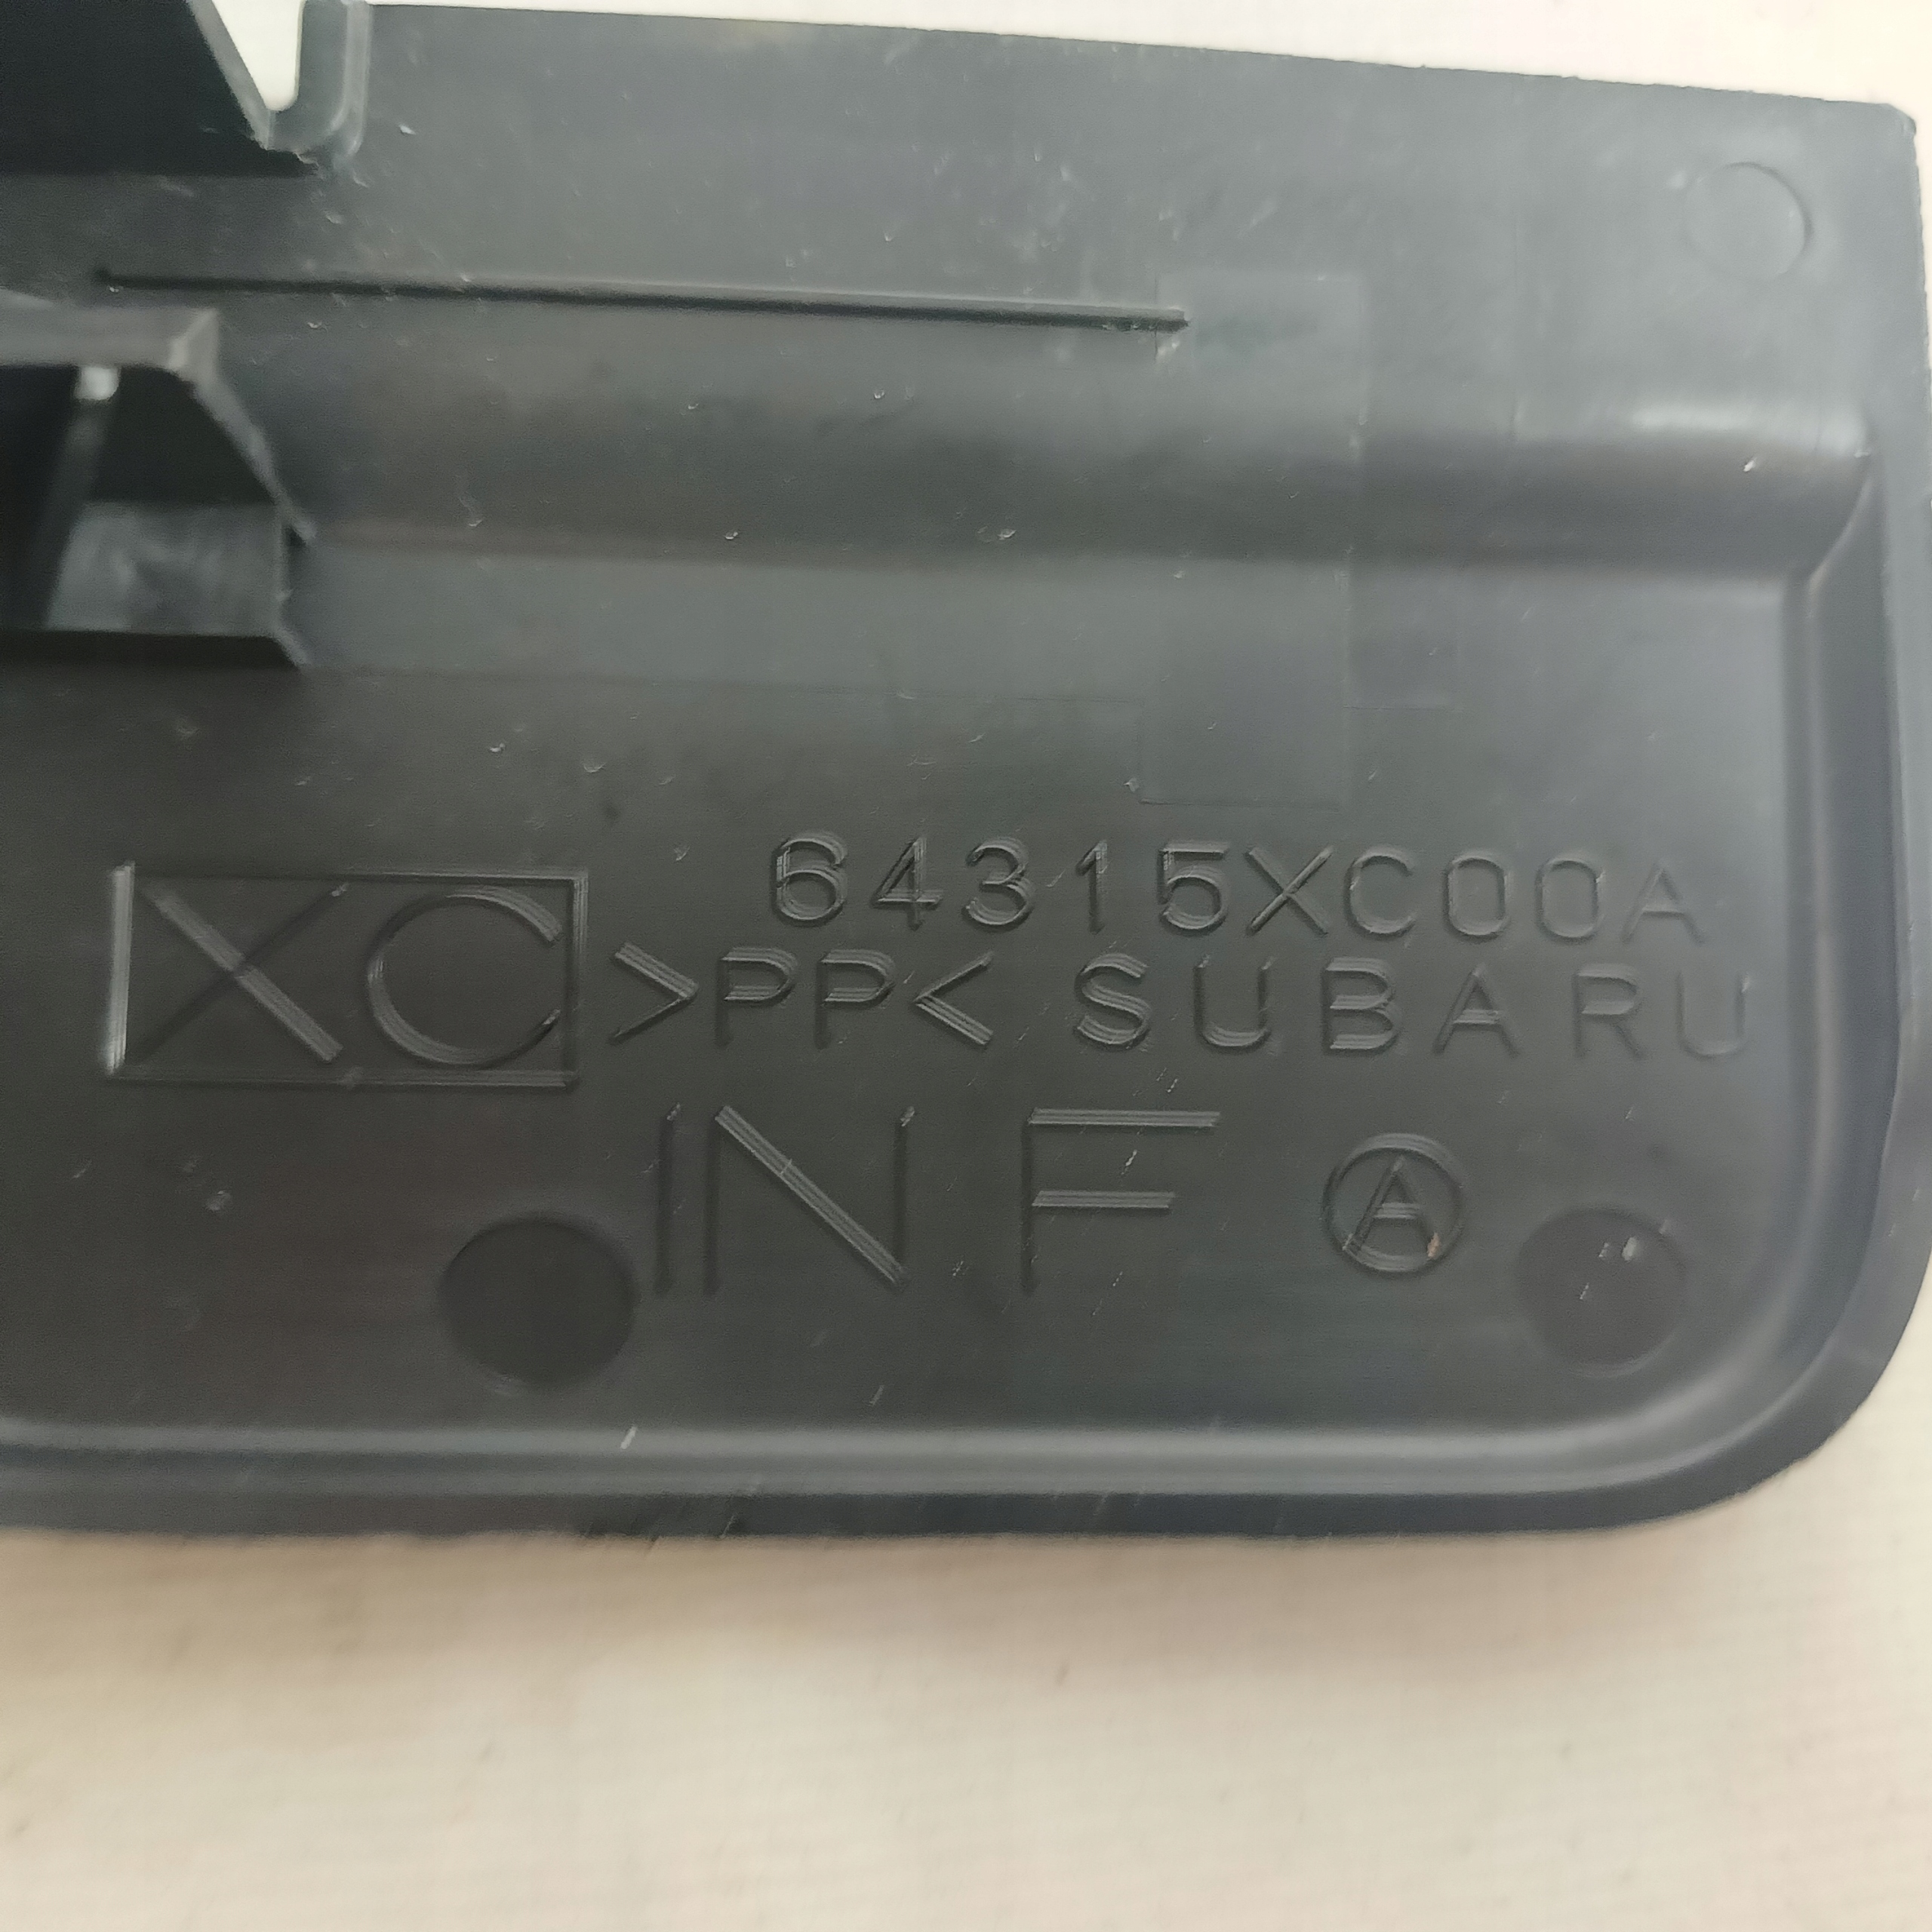 64315XC00A
XC >PP< SUBARU
INF A